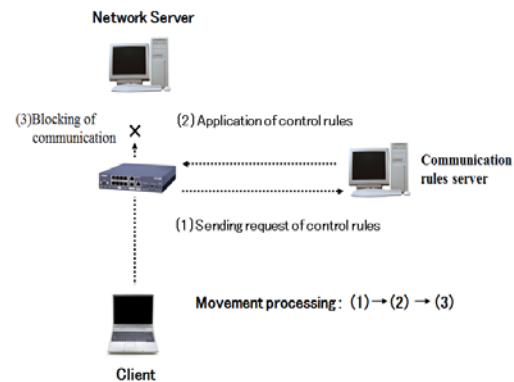 Network Server
(3)Blocking of
communication
×
(2) Application of control rules
Communication
rules server
(1) Sending request of control rules
Movement processing: (1)→(2) → (3)
Client